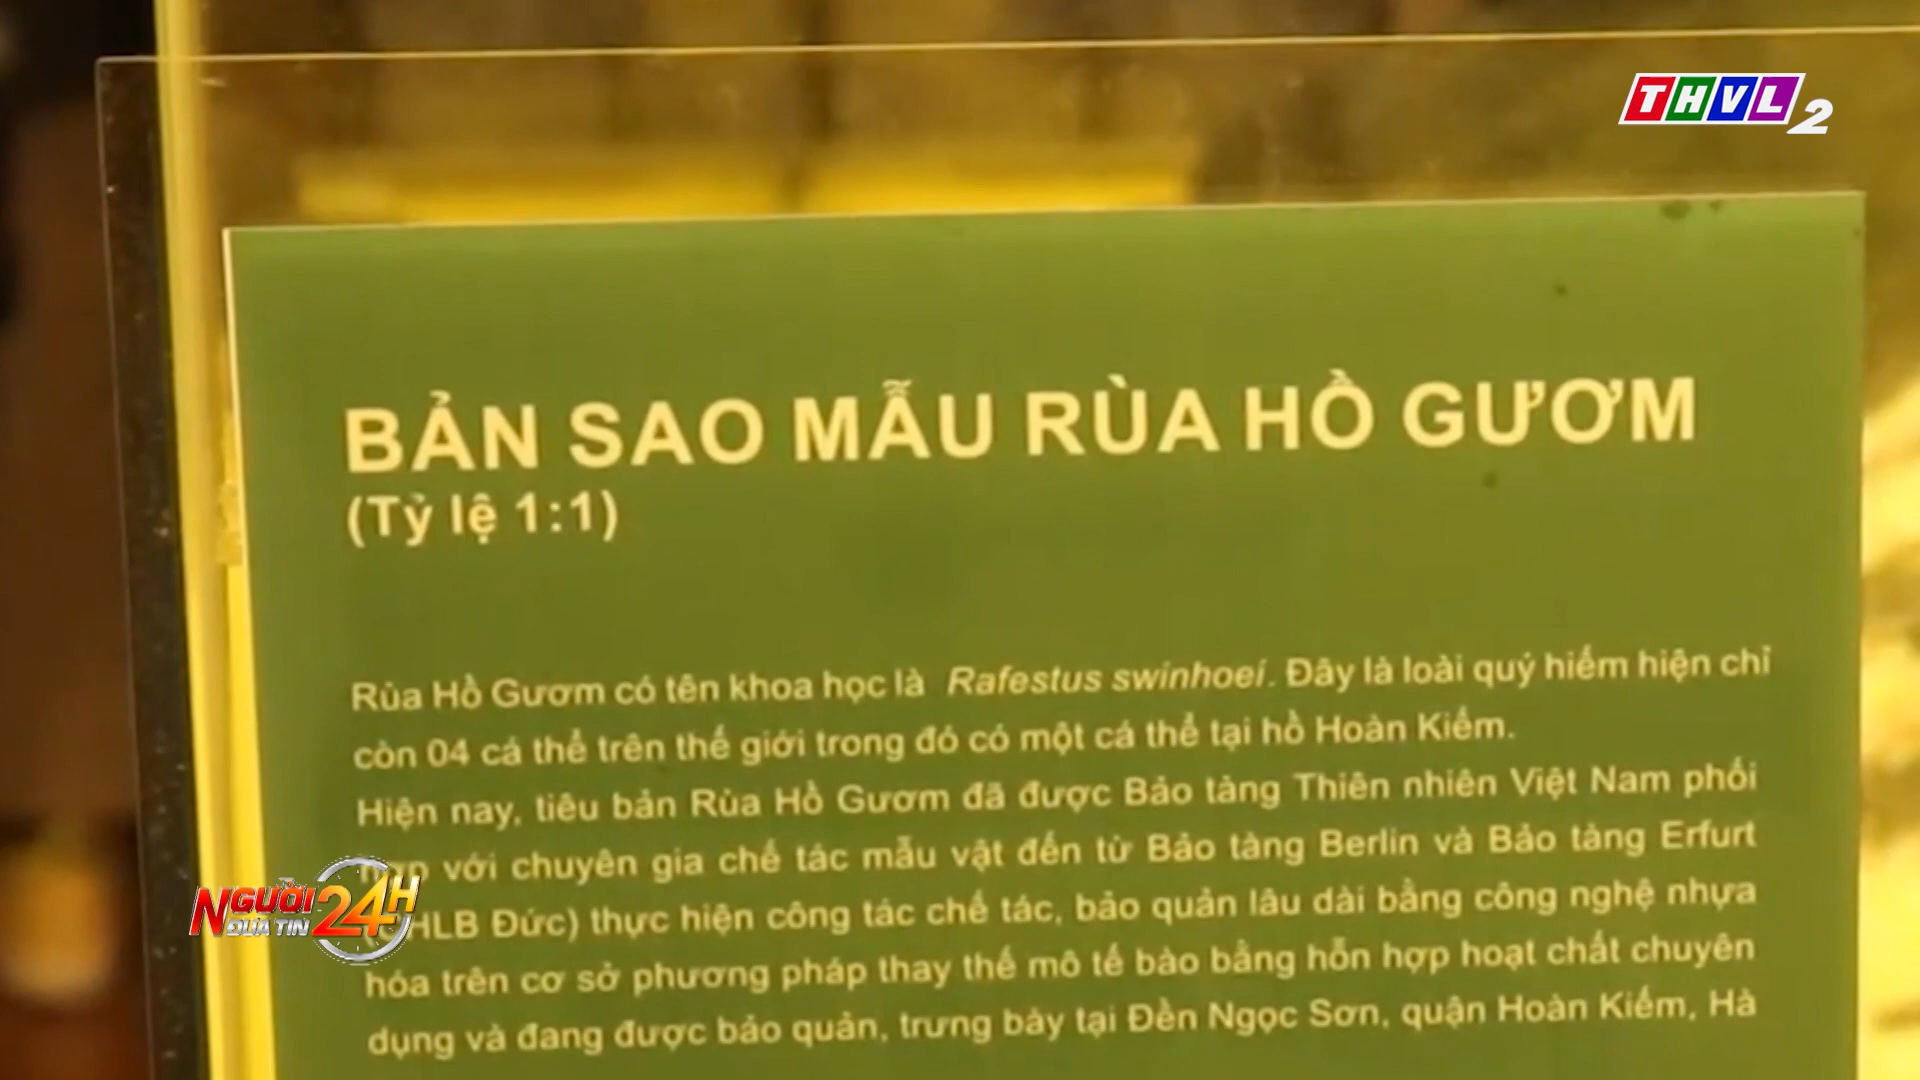 THVL 2
BẢN SAO MẪU RÙA HỒ GƯƠM
(Tỷ lệ 1:1)
Rùa Hồ Gươm có tên khoa học là Rafestus swinhoei. Đây là loài quý hiếm hiện chỉ
còn 04 cá thể trên thế giới trong đó có một cá thể tại hồ Hoàn Kiếm.
Hiện nay, tiêu bản Rùa Hồ Gươm đã được Bảo tàng Thiên nhiên Việt Nam phối
với chuyên gia chế tác mẫu vật đến từ Bảo tàng Berlin và Bảo tàng Erfurt
HLB Đức) thực hiện công tác chế tác, bảo quản lâu dài bằng công nghệ nhựa
hóa trên cơ sở phương pháp thay thế mô tế bào bằng hỗn hợp hoạt chất chuyên
dụng và đang được bảo quản, trưng bày tại Đền Ngọc Sơn, quận Hoàn Kiếm, Hà
NGƯỜI ĐƯA TIN 24H